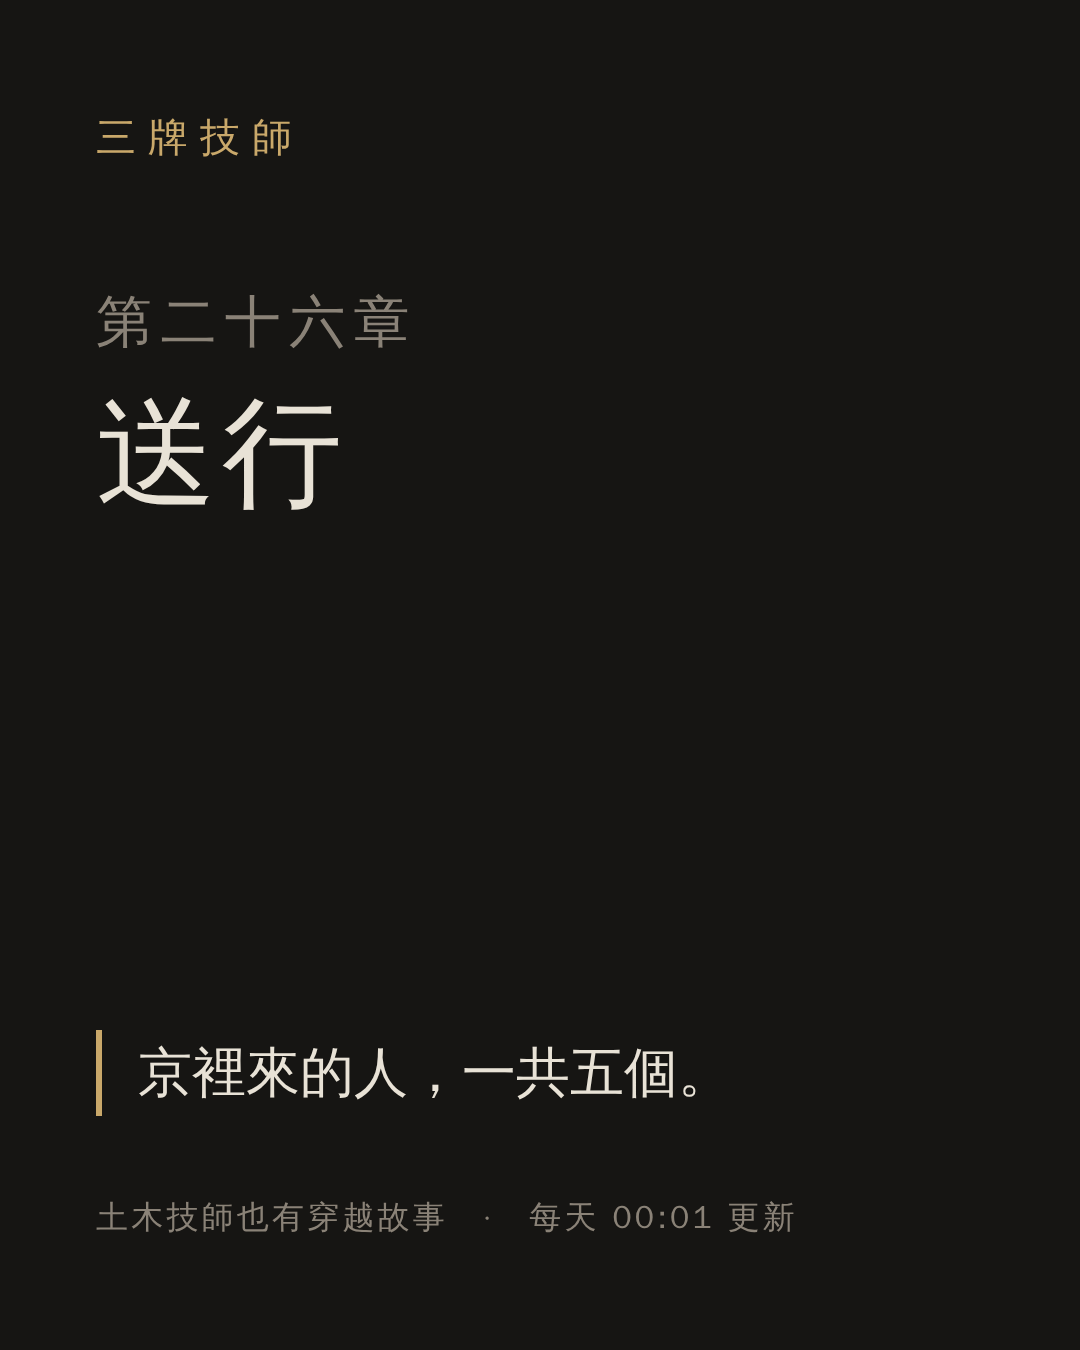 三牌技師
第二十六章
送行
京裡來的人，一共五個。
土木技師也有穿越故事 · 每天 00:01 更新